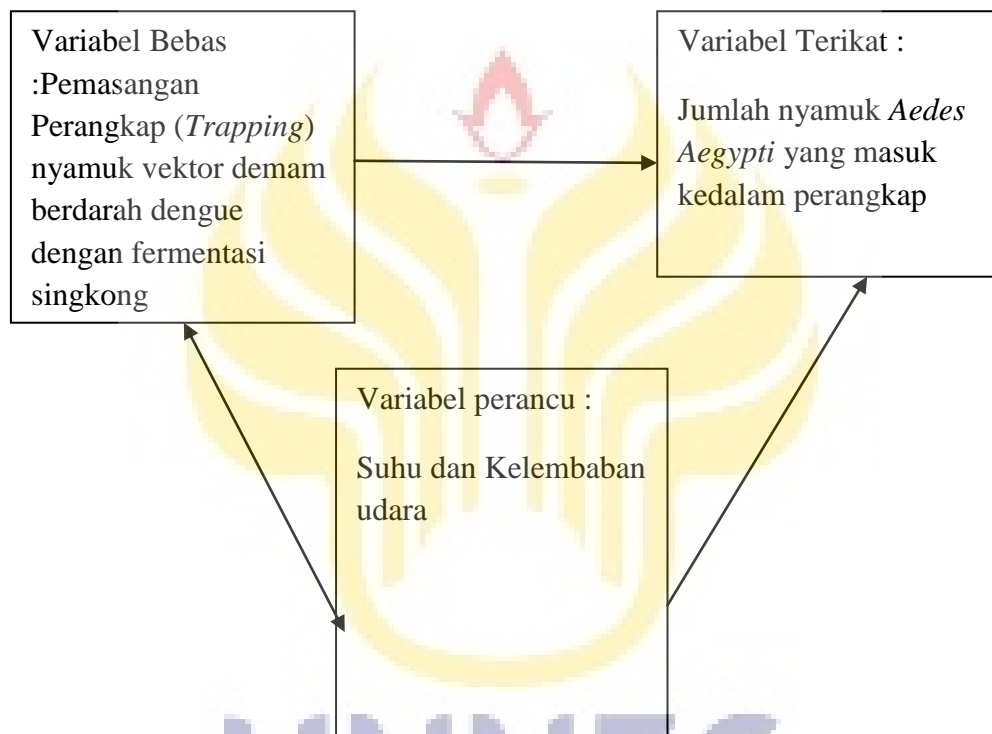 Variabel Bebas
:Pemasangan
Perangkap (Trapping)
nyamuk vektor demam
berdarah dengue
dengan fermentasi
singkong
Variabel Terikat :
Jumlah nyamuk Aedes
Aegypti yang masuk
kedalam perangkap
Variabel perancu :
Suhu dan Kelembaban
udara